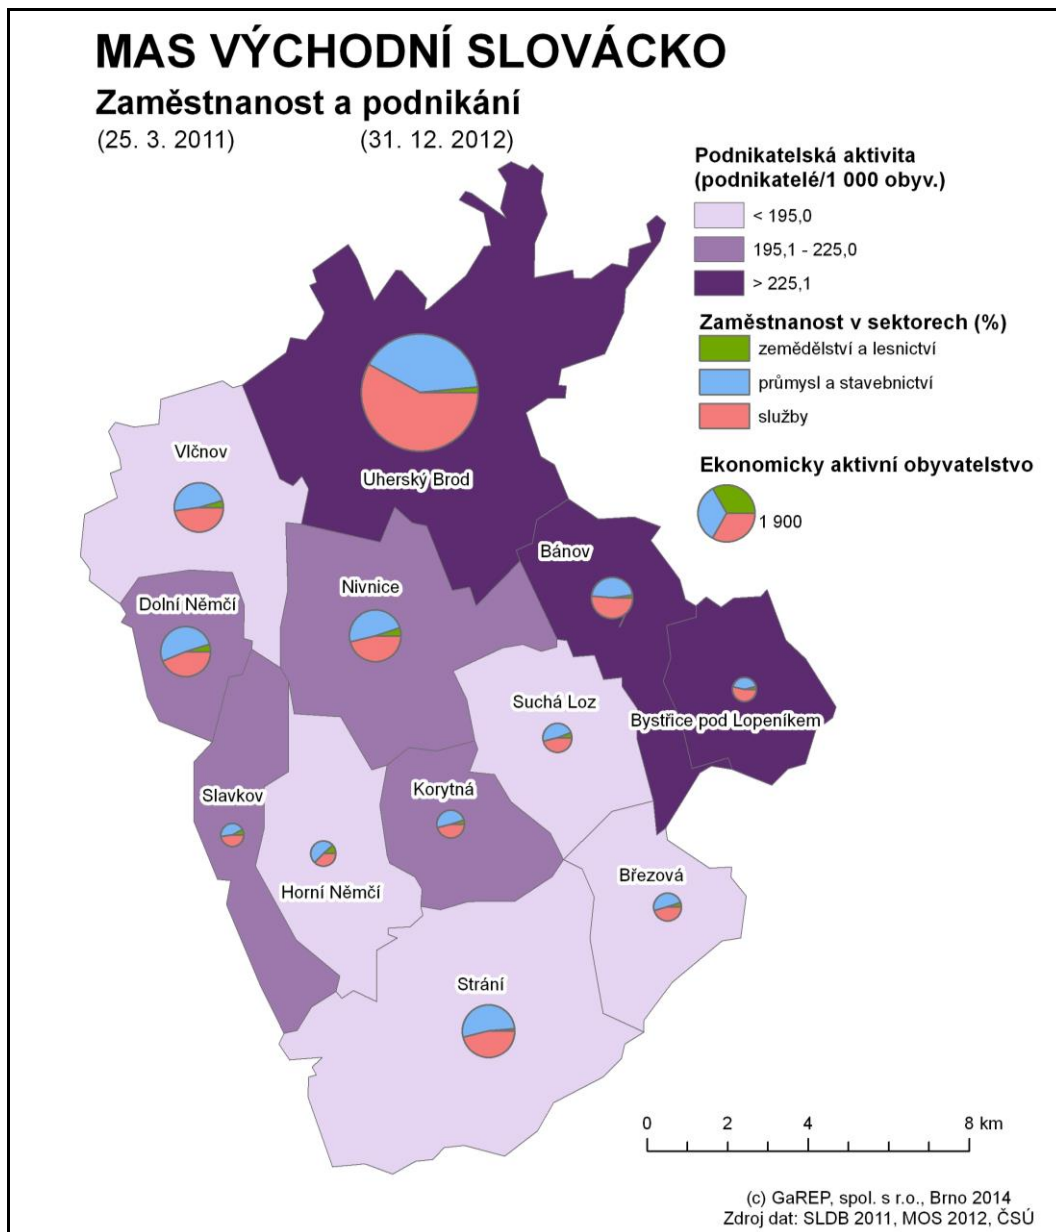 MAS VÝCHODNÍ SLOVÁCKO
Zaměstnanost a podnikání
(25. 3. 2011) (31. 12. 2012)
Podnikatelská aktivita
(podnikatelé/1 000 obyv.)
< 195,0
195,1 - 225,0
> 225,1
Zaměstnanost v sektorech (%)
zemědělství a lesnictví
průmysl a stavebnictví
služby
Ekonomicky aktivní obyvatelstvo
1 900
Vlčnov
Uherský Brod
Bánov
Dolní Němčí
Nivnice
Suchá Loz
Bystřice pod Lopeníkem
Slavkov
Korytná
Horní Němčí
Březová
Strání
0 2 4 8 km
(c) GaREP, spol. s r.o., Brno 2014
Zdroj dat: SLDB 2011, MOS 2012, ČSÚ